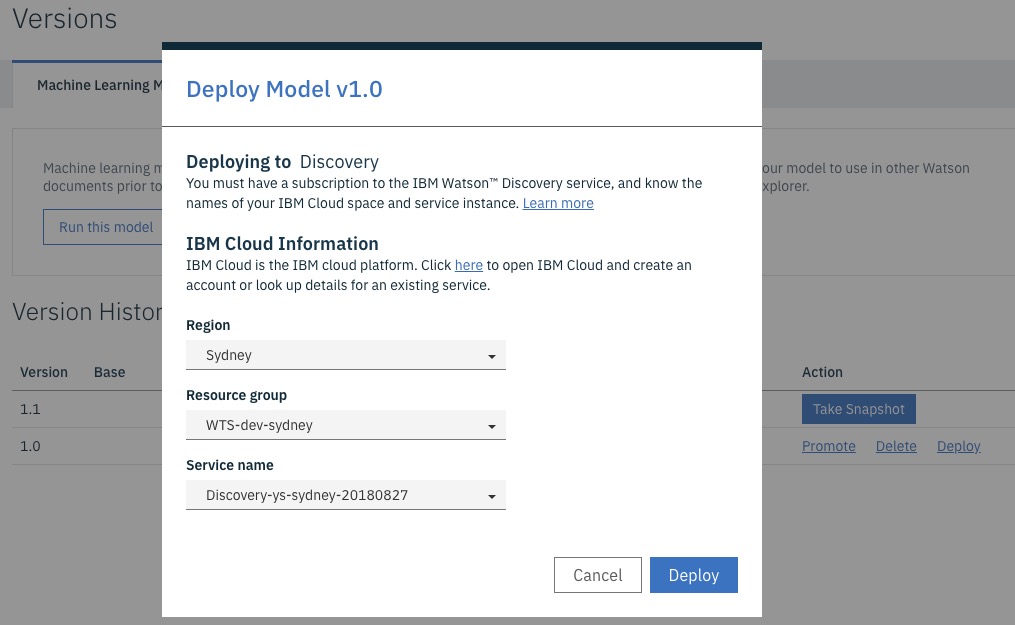 Versions
Machine Learning M
Machine learning m
documents prior to
our model to use in other Watson
xplorer.
Run this model
Version Histor
Version Base Action
1.1 Take Snapshot
1.0 Promote Delete Deploy
Deploy Model v1.0
Deploying to Discovery
You must have a subscription to the IBM Watson™ Discovery service, and know the
names of your IBM Cloud space and service instance. Learn more
IBM Cloud Information
IBM Cloud is the IBM cloud platform. Click here to open IBM Cloud and create an
account or look up details for an existing service.
Region
Sydney
Resource group
WTS-dev-sydney
Service name
Discovery-ys-sydney-20180827
Cancel Deploy